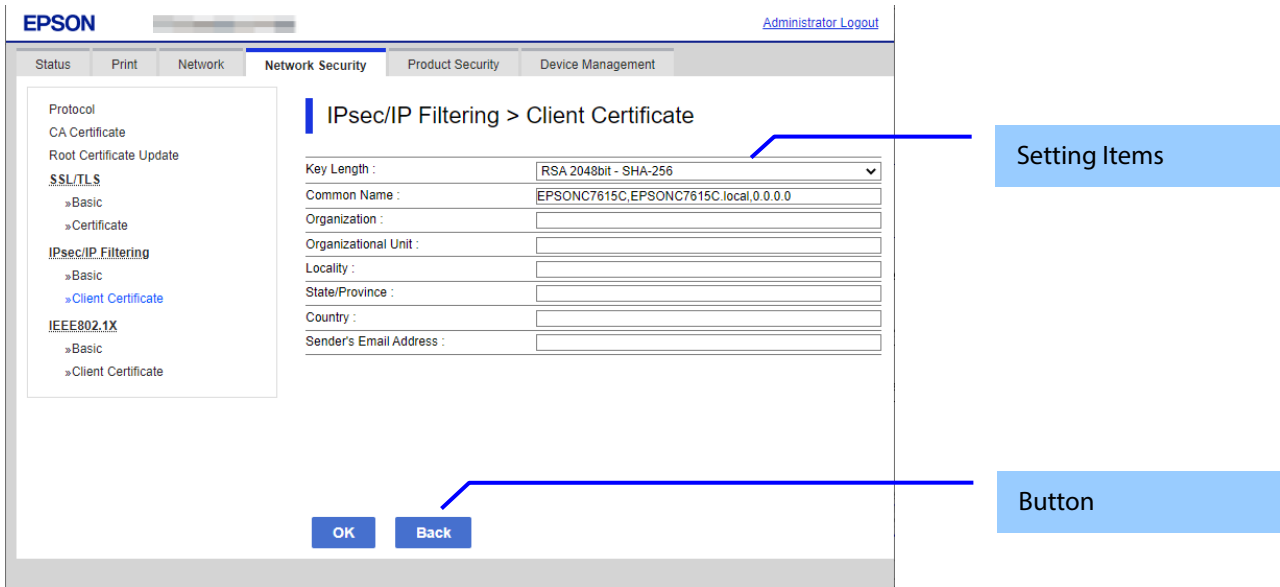 EPSON
Administrator Logout
Status Print Network Network Security Product Security Device Management
Protocol
CA Certificate
Root Certificate Update
SSL/TLS
»Basic
»Certificate
IPsec/IP Filtering
»Basic
»Client Certificate
IEEE802.1X
»Basic
»Client Certificate
IPsec/IP Filtering > Client Certificate
Key Length : RSA 2048bit - SHA-256
Common Name : EPSONC7615C,EPSONC7615C.local,0.0.0.0
Organization :
Organizational Unit :
Locality :
State/Province :
Country :
Sender's Email Address :
OK Back
Setting Items
Button